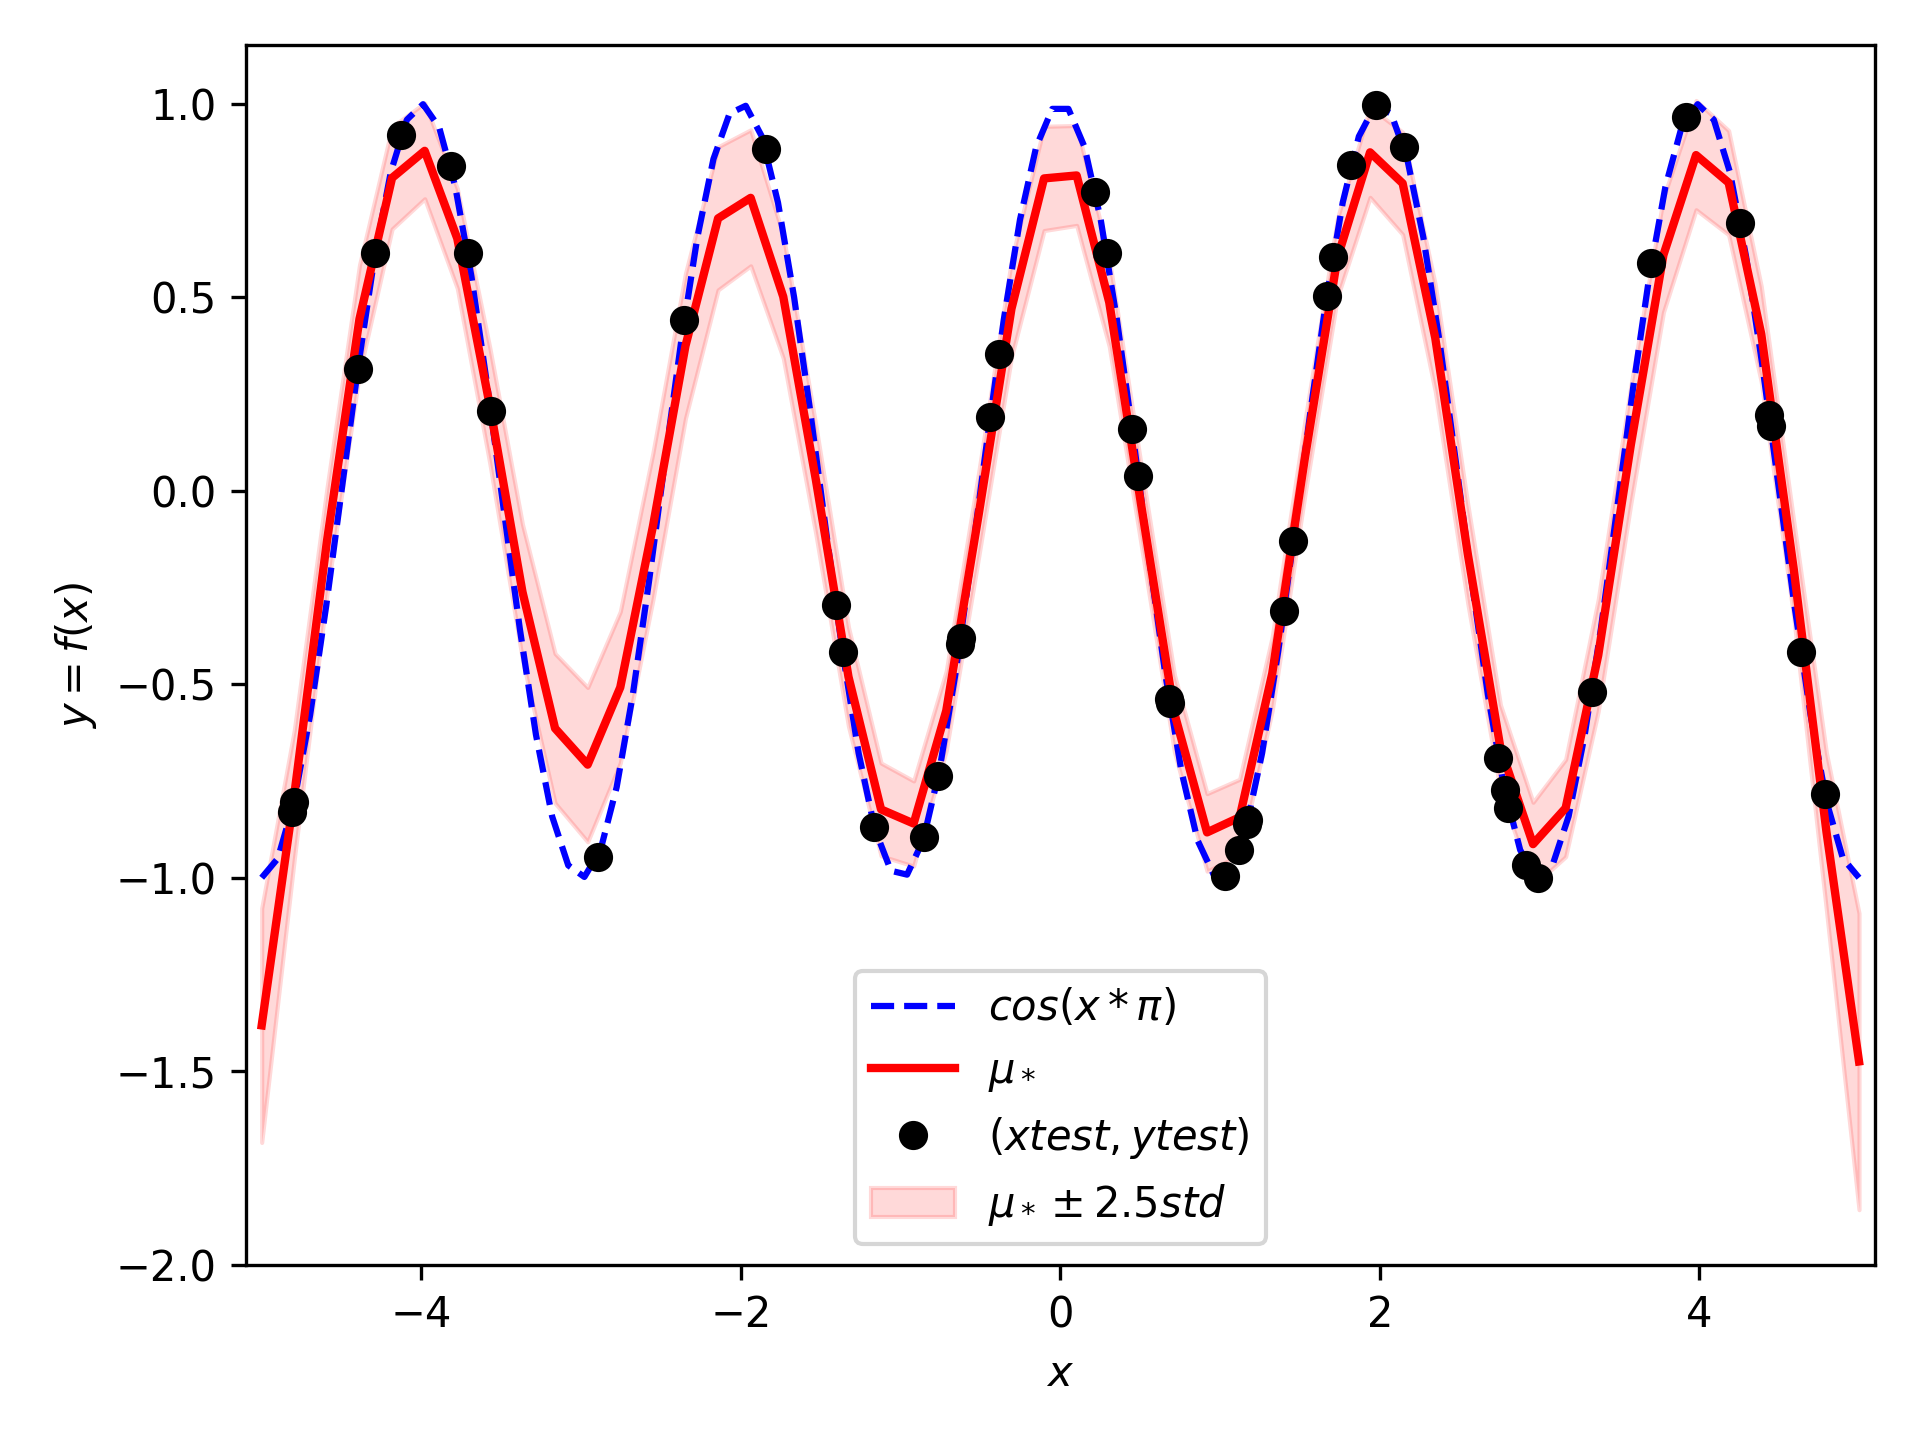 1.0
0.5
0.0
−0.5
−1.0
−1.5
−2.0
y = f(x)
−4 −2 0 2 4
x
cos(x * π)
μ*
(xtest, ytest)
μ* ± 2.5std